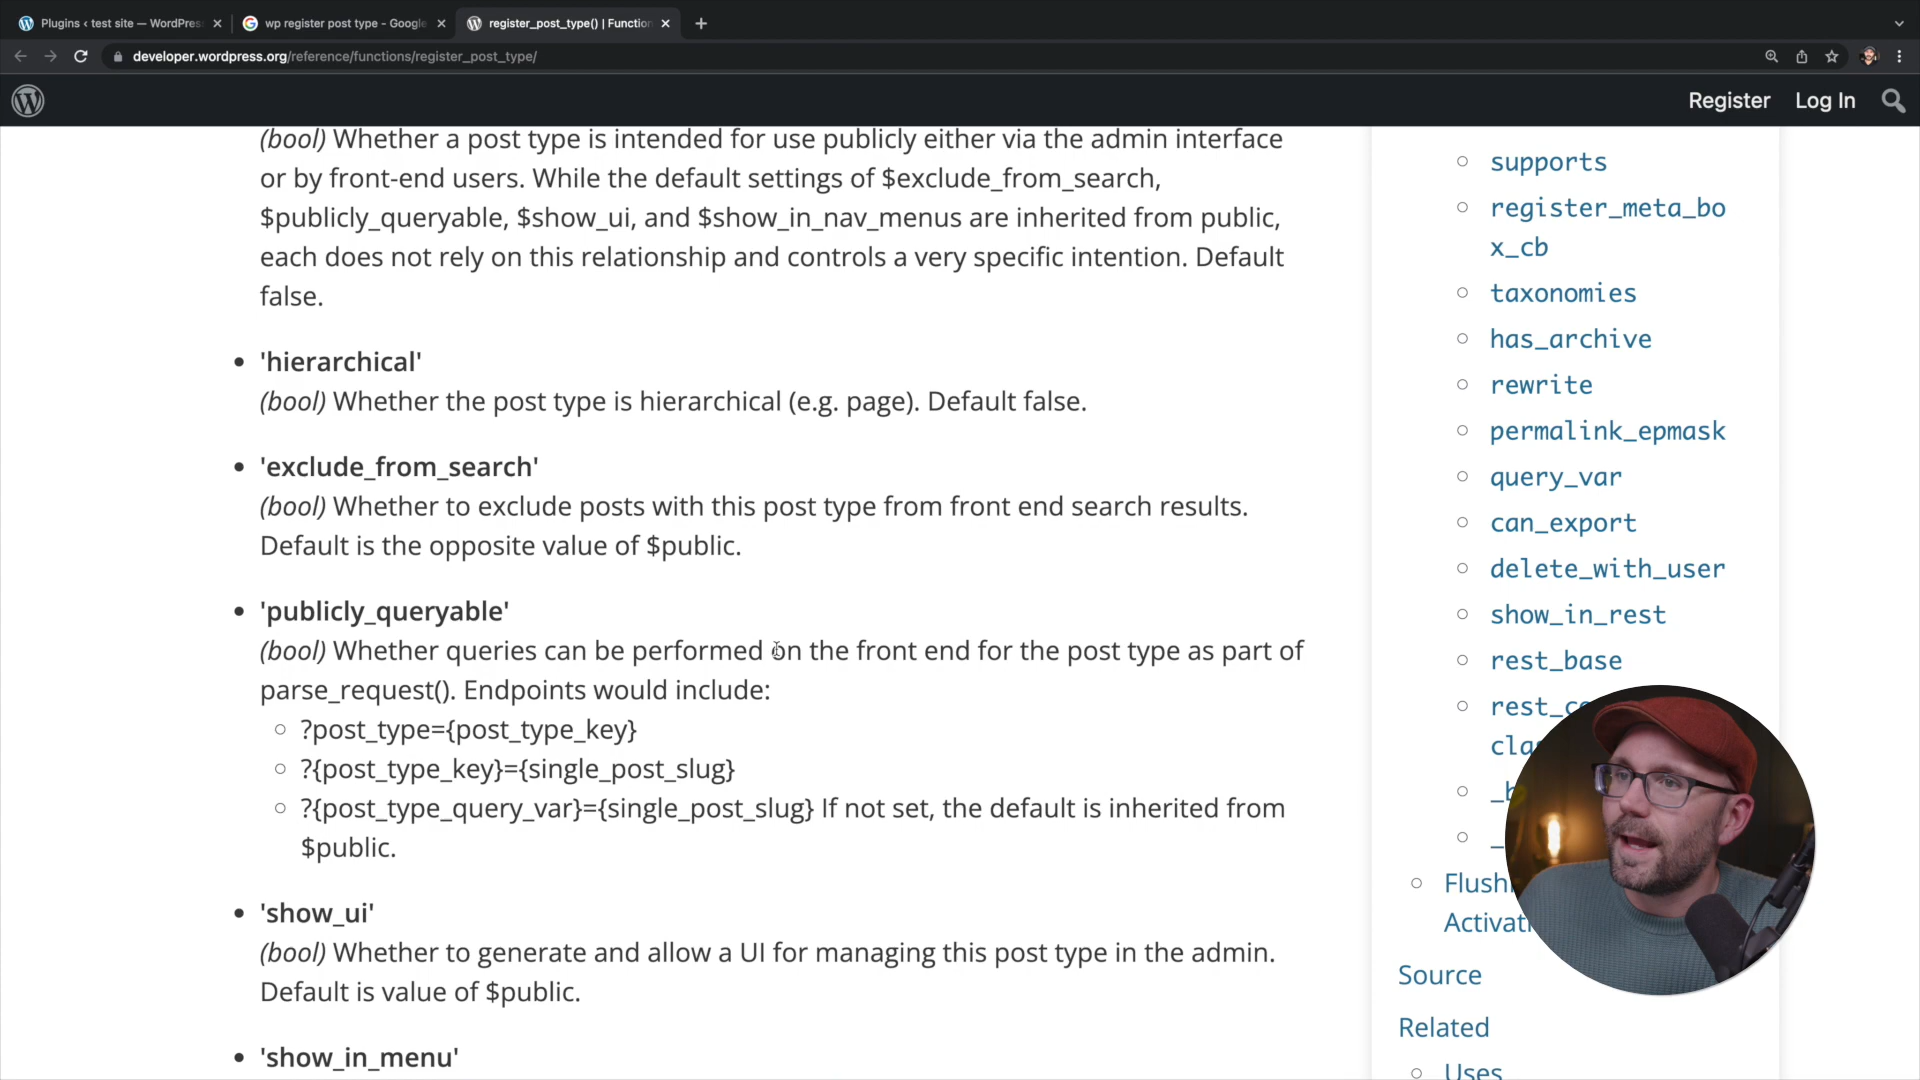 Plugins ‹ test site — WordPres
wp register post type - Google
register_post_type() | Functio
developer.wordpress.org/reference/functions/register_post_type/
Register
Log In
(bool) Whether a post type is intended for use publicly either via the admin interface
or by front-end users. While the default settings of $exclude_from_search,
$publicly_queryable, $show_ui, and $show_in_nav_menus are inherited from public,
each does not rely on this relationship and controls a very specific intention. Default
false.
'hierarchical'
(bool) Whether the post type is hierarchical (e.g. page). Default false.
'exclude_from_search'
(bool) Whether to exclude posts with this post type from front end search results.
Default is the opposite value of $public.
'publicly_queryable'
(bool) Whether queries can be performed on the front end for the post type as part of
parse_request(). Endpoints would include:
?post_type={post_type_key}
?{post_type_key}={single_post_slug}
?{post_type_query_var}={single_post_slug} If not set, the default is inherited from
$public.
'show_ui'
(bool) Whether to generate and allow a UI for managing this post type in the admin.
Default is value of $public.
'show_in_menu'
supports
register_meta_bo
x_cb
taxonomies
has_archive
rewrite
permalink_epmask
query_var
can_export
delete_with_user
show_in_rest
rest_base
rest_c
cla
_b
_
Flush
Activat
Source
Related
Uses